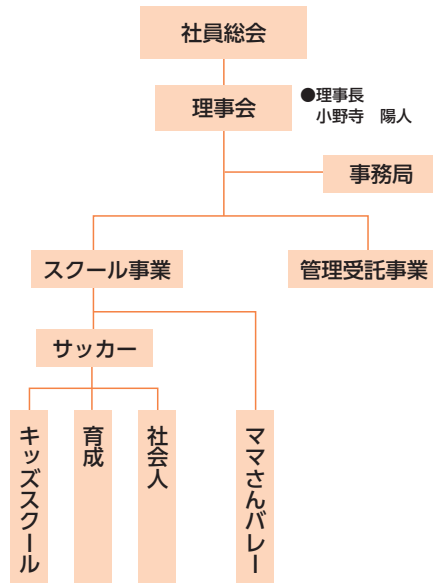 社員総会
理事会
●理事長
小野寺　陽人
事務局
スクール事業
管理受託事業
サッカー
キッズスクール
育成
社会人
ママさんバレー